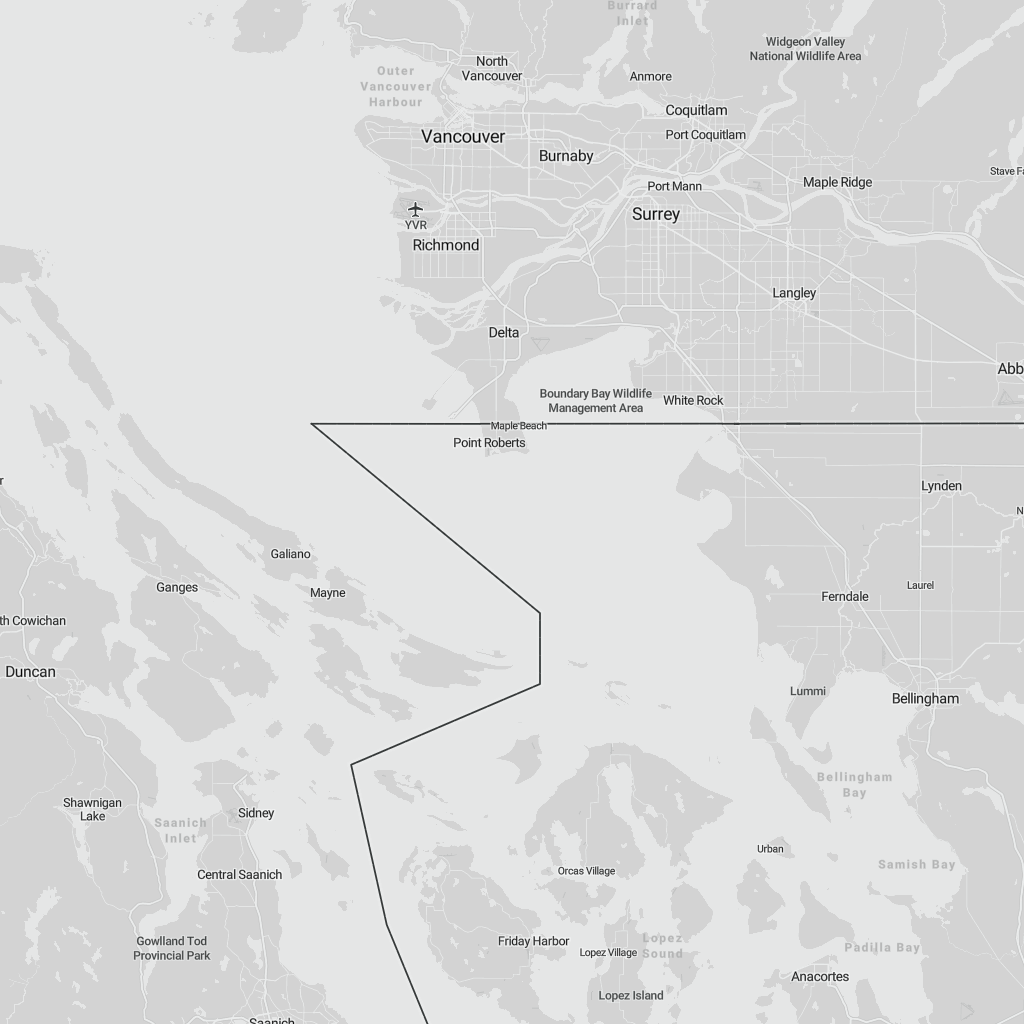 Burrard
Inlet
Widgeon Valley
National Wildlife Area
North
Vancouver
Outer
Vancouver
Harbour
Anmore
Coquitlam
Vancouver
Port Coquitlam
Burnaby
Stave Fa
Port Mann
Maple Ridge
Surrey
YVR
Richmond
Langley
Delta
Abb
Boundary Bay Wildlife
Management Area
White Rock
Maple Beach
Point Roberts
r
Lynden
N
Galiano
Ganges
Mayne
Laurel
Ferndale
th Cowichan
Duncan
Lummi
Bellingham
Bellingham
Bay
Shawnigan
Lake
Sidney
Saanich
Inlet
Urban
Samish Bay
Central Saanich
Orcas Village
Gowlland Tod
Provincial Park
Friday Harbor
Lopez Village
Lopez
Sound
Padilla Bay
Anacortes
Lopez Island
Saanich